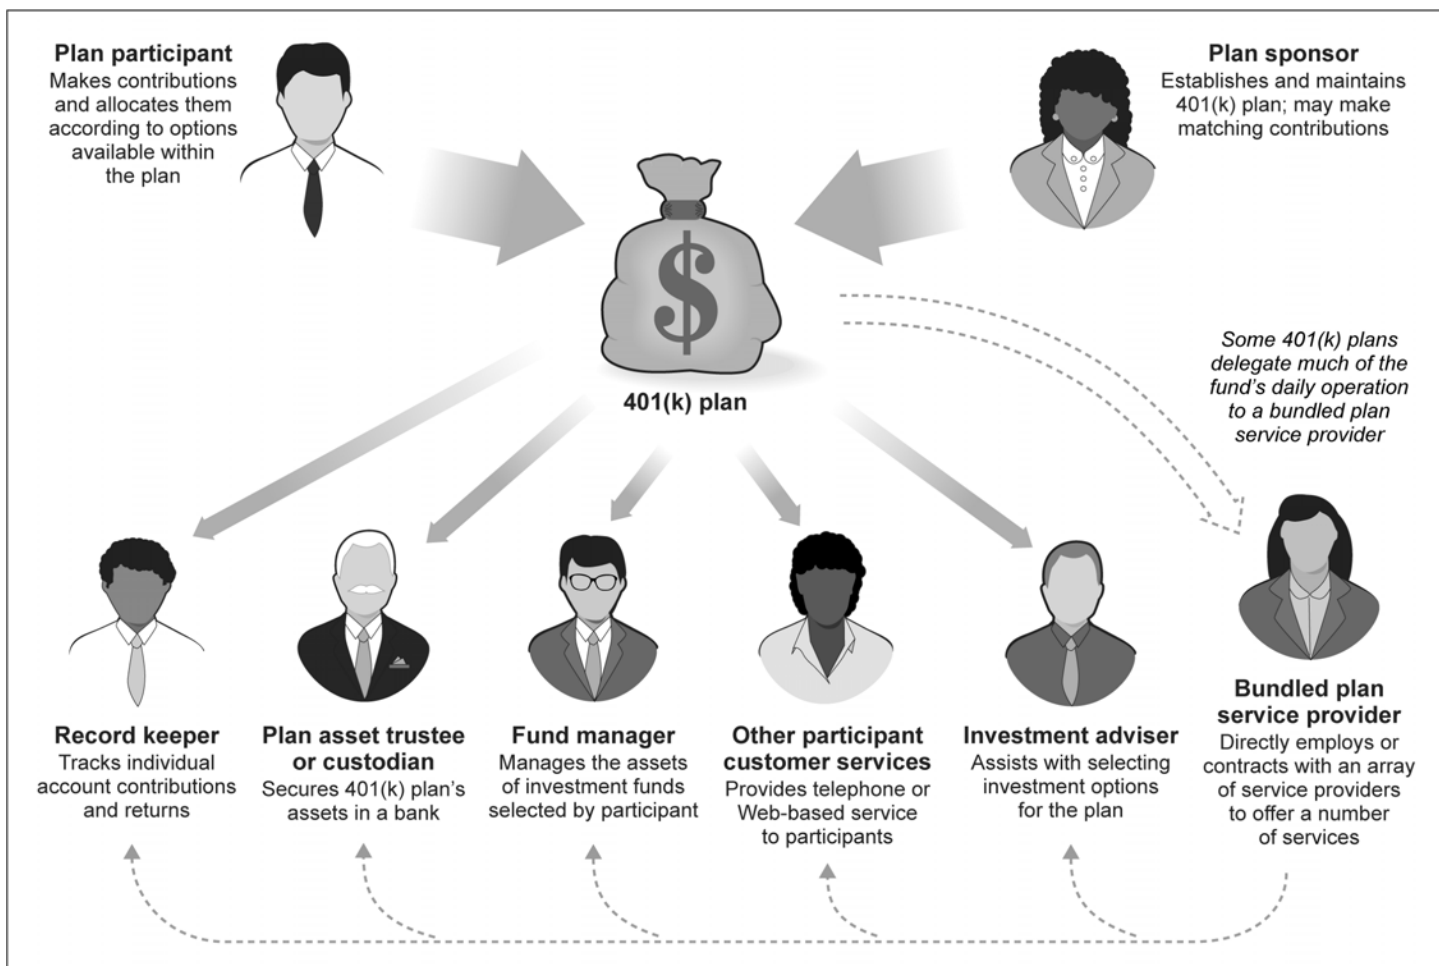 Plan participant
Makes contributions
and allocates them
according to options
available within
the plan
Plan sponsor
Establishes and maintains
401(k) plan; may make
matching contributions
$
401(k) plan
Some 401(k) plans
delegate much of the
fund's daily operation
to a bundled plan
service provider
Record keeper
Tracks individual
account contributions
and returns
Plan asset trustee
or custodian
Secures 401(k) plan's
assets in a bank
Fund manager
Manages the assets
of investment funds
selected by participant
Other participant
customer services
Provides telephone or
Web-based service
to participants
Investment adviser
Assists with selecting
investment options
for the plan
Bundled plan
service provider
Directly employs or
contracts with an array
of service providers
to offer a number
of services